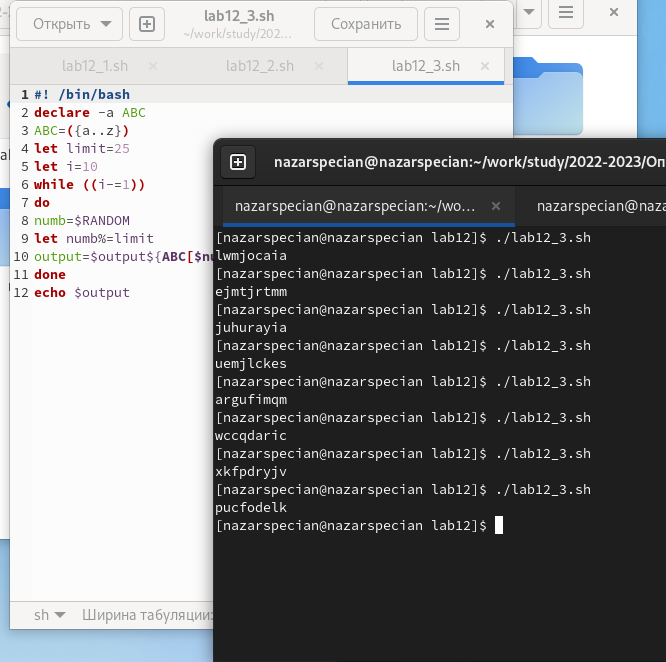 Открыть
lab12_3.sh
~/work/study/202...
Сохранить
lab12_1.sh
lab12_2.sh
lab12_3.sh
1 #! /bin/bash
2 declare -a ABC
3 ABC=({a..z})
4 let limit=25
5 let i=10
6 while ((i-=1))
7 do
8 numb=$RANDOM
9 let numb%=limit
10 output=$output${ABC[$nu
11 done
12 echo $output
sh
Ширина табуляции:
nazarspecian@nazarspecian:~/work/study/2022-2023/Оп
nazarspecian@nazarspecian:~/wo...
nazarspecian@naza
[nazarspecian@nazarspecian lab12]$ ./lab12_3.sh
lwmjocaia
[nazarspecian@nazarspecian lab12]$ ./lab12_3.sh
ejmtjrtmm
[nazarspecian@nazarspecian lab12]$ ./lab12_3.sh
juhurayia
[nazarspecian@nazarspecian lab12]$ ./lab12_3.sh
uemjlckes
[nazarspecian@nazarspecian lab12]$ ./lab12_3.sh
argufimqm
[nazarspecian@nazarspecian lab12]$ ./lab12_3.sh
wccqdaric
[nazarspecian@nazarspecian lab12]$ ./lab12_3.sh
xkfpdryjv
[nazarspecian@nazarspecian lab12]$ ./lab12_3.sh
pucfodelk
[nazarspecian@nazarspecian lab12]$